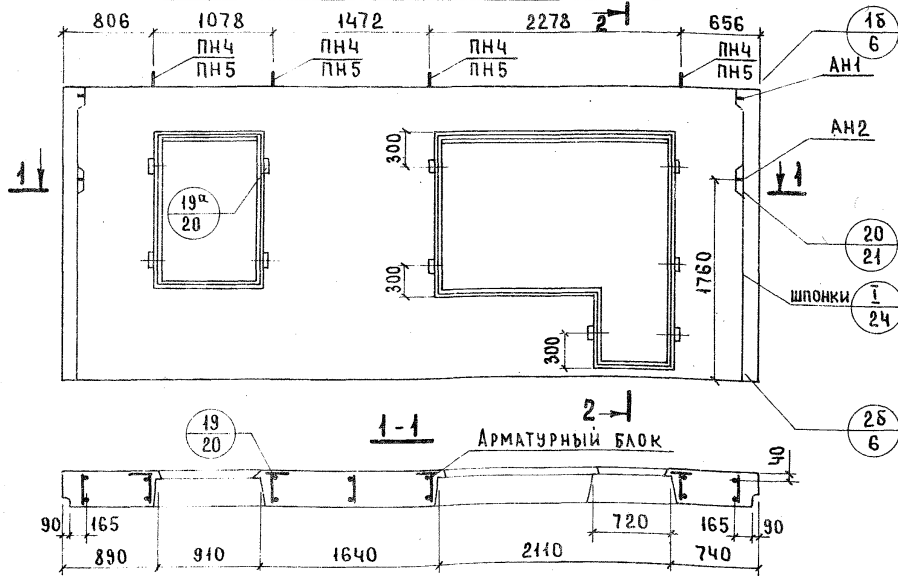 806 1078 1472 2278 656
2
ПН4 ПН4 ПН4 ПН4
ПН5 ПН5 ПН5 ПН5
1б
6
АН1
АН2
300
1
1
19а
20
20
21
300
1760
шпонки I
24
300
2
2б
6
19
20
1-1
Арматурный блок
40
90 165 720 165 90
890 910 1640 2110 740